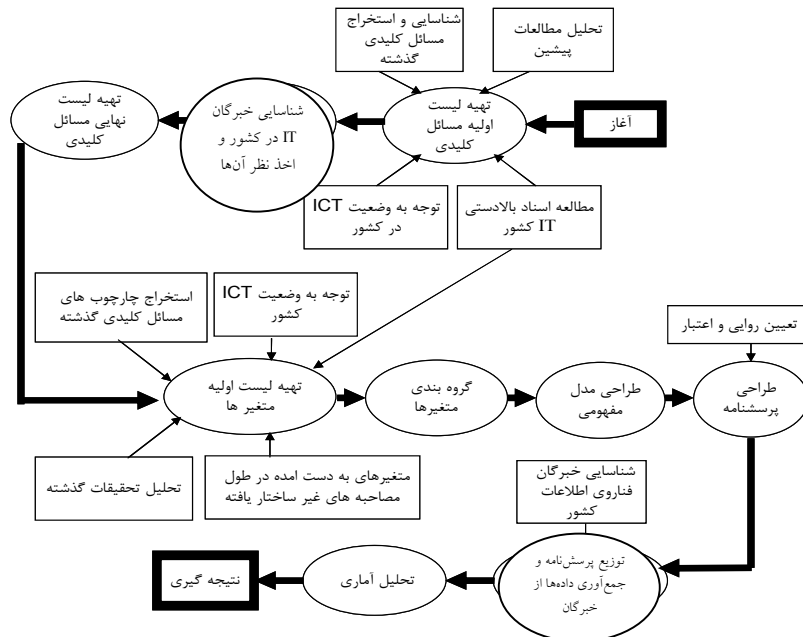 شناسایی و استخراج
مسائل کلیدی
گذشته
تحلیل مطالعات
پیشین
آغاز
تهیه لیست
اولیه مسائل
کلیدی
شناسایی خبرگان
IT در کشور و
اخذ نظر آن‌ها
تهیه لیست
نهایی مسائل
کلیدی
توجه به وضعیت ICT
در کشور
مطالعه اسناد بالادستی
IT کشور
استخراج چارچوب های
مسائل کلیدی گذشته
توجه به وضعیت ICT
کشور
تعیین روایی و اعتبار
تهیه لیست اولیه
متغیر ها
گروه بندی
متغیرها
طراحی مدل
مفهومی
طراحی
پرسشنامه
تحلیل تحقیقات گذشته
متغیرهای به دست امده در طول
مصاحبه های غیر ساختار یافته
شناسایی خبرگان
فناروی اطلاعات
کشور
توزیع پرسش‌نامه و
جمع‌آوری داده‌ها از
خبرگان
تحلیل آماری
نتیجه گیری